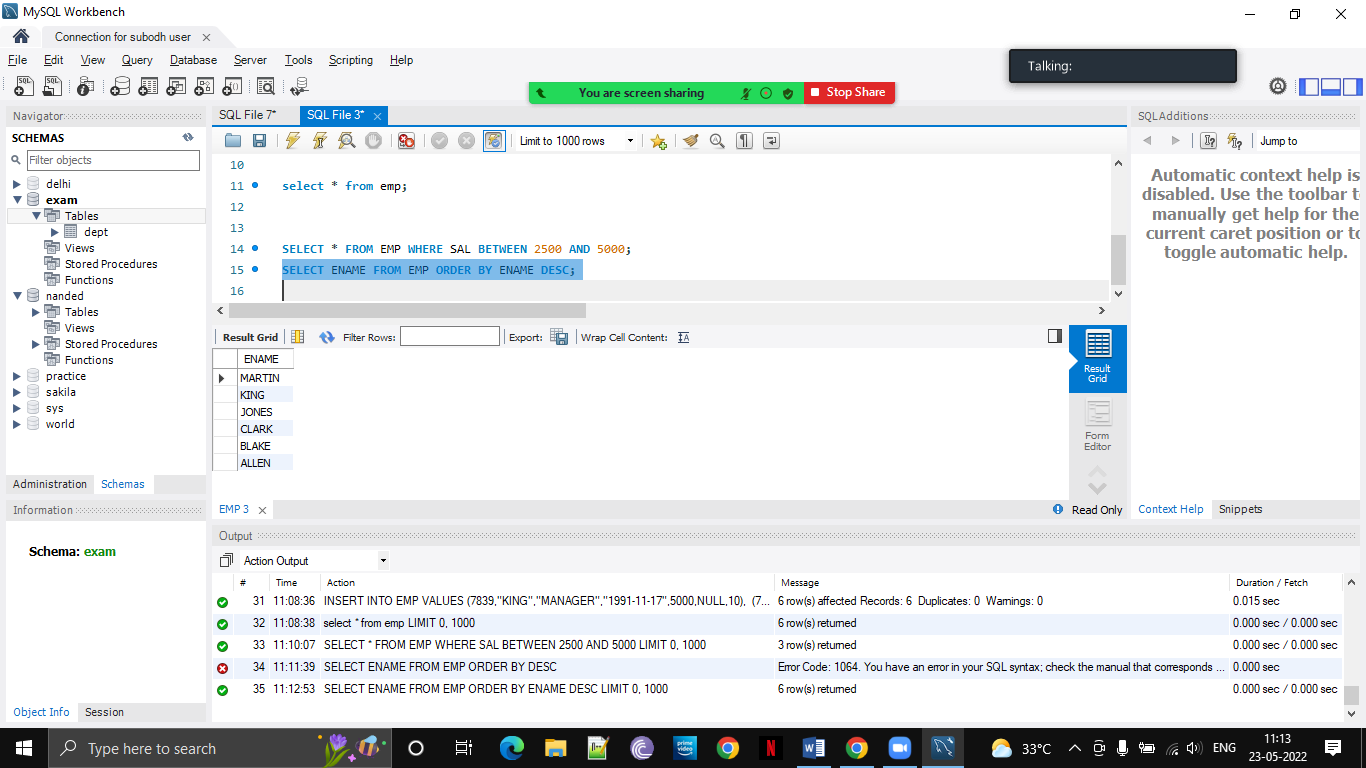 MySQL Workbench
Connection for subodh user
File Edit View Query Database Server Tools Scripting Help
Talking:
You are screen sharing Stop Share
Navigator
SCHEMAS
Filter objects
delhi
exam
Tables
dept
Views
Stored Procedures
Functions
nanded
Tables
Views
Stored Procedures
Functions
practice
sakila
sys
world
Administration Schemas
Information
Schema: exam
Object Info Session
SQL File 7* SQL File 3*
Limit to 1000 rows
10
11 select * from emp;
12
13
14 SELECT * FROM EMP WHERE SAL BETWEEN 2500 AND 5000;
15 SELECT ENAME FROM EMP ORDER BY ENAME DESC;
16
Result Grid Filter Rows: Export: Wrap Cell Content:
ENAME
MARTIN
KING
JONES
CLARK
BLAKE
ALLEN
Result
Grid
Form
Editor
EMP 3 Read Only
SQLAdditions
Jump to
Automatic context help is
disabled. Use the toolbar t
manually get help for the
current caret position or to
toggle automatic help.
Context Help Snippets
Output
Action Output
# Time Action Message Duration / Fetch
31 11:08:36 INSERT INTO EMP VALUES (7839,"KING","MANAGER","1991-11-17",5000,NULL,10), (7... 6 row(s) affected Records: 6 Duplicates: 0 Warnings: 0 0.015 sec
32 11:08:38 select * from emp LIMIT 0, 1000 6 row(s) returned 0.000 sec / 0.000 sec
33 11:10:07 SELECT * FROM EMP WHERE SAL BETWEEN 2500 AND 5000 LIMIT 0, 1000 3 row(s) returned 0.000 sec / 0.000 sec
34 11:11:39 SELECT ENAME FROM EMP ORDER BY DESC Error Code: 1064. You have an error in your SQL syntax; check the manual that corresponds ... 0.000 sec
35 11:12:53 SELECT ENAME FROM EMP ORDER BY ENAME DESC LIMIT 0, 1000 6 row(s) returned 0.000 sec / 0.000 sec
Type here to search
prime
video
33°C
ENG
11:13
23-05-2022